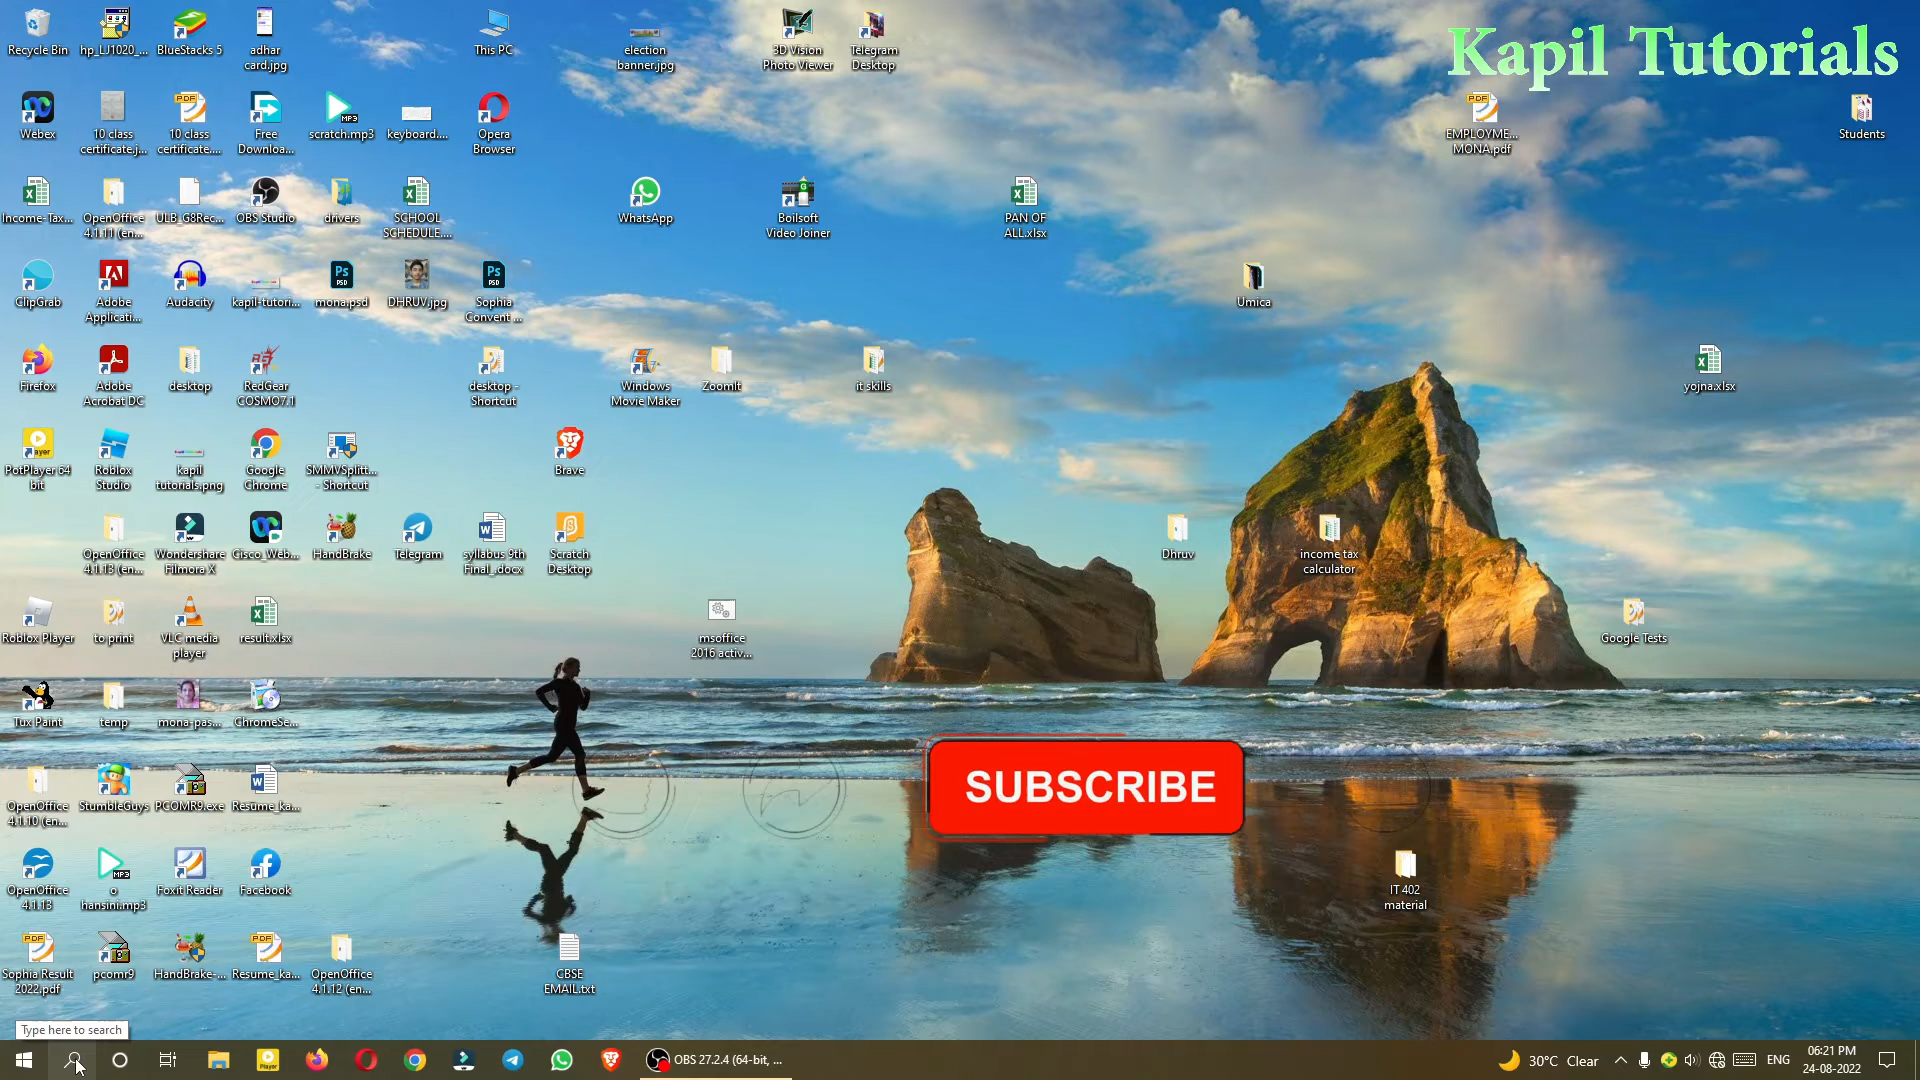 Kapil Tutorials
Recycle Bin
hp_LJ1020_...
BlueStacks 5
adhar
card.jpg
This PC
election
banner.jpg
3D Vision
Photo Viewer
Telegram
Desktop
Webex
10 class
certificate.j...
10 class
certificate....
Free
Downloa...
scratch.mp3
keyboard....
Opera
Browser
EMPLOYME...
MONA.pdf
Students
Income-Tax...
OpenOffice
4.1.11 (en...
ULB_G8Rec...
OBS Studio
drivers
SCHOOL
SCHEDULE....
WhatsApp
Boilsoft
Video Joiner
PAN OF
ALL.xlsx
ClipGrab
Adobe
Applicati...
Audacity
kapil-tutori...
mona.psd
DHRUV.jpg
Sophia
Convent ...
Umica
Firefox
Adobe
Acrobat DC
desktop
RedGear
COSMO7.1
desktop -
Shortcut
Windows
Movie Maker
ZoomIt
it skills
yojna.xlsx
PotPlayer 64
bit
Roblox
Studio
kapil
tutorials.png
Google
Chrome
SMMVSplitt...
- Shortcut
Brave
OpenOffice
4.1.13 (en...
Wondershare
Filmora X
Cisco_Web...
HandBrake
Telegram
syllabus 9th
Final_.docx
Scratch
Desktop
Dhruv
income tax
calculator
Roblox Player
to print
VLC media
player
result.xlsx
msoffice
2016 activ...
Google Tests
Tux Paint
temp
mona-pas...
ChromeSe...
SUBSCRIBE
OpenOffice
4.1.10 (en...
StumbleGuys
PCOMR9.exe
Resume_ka...
OpenOffice
4.1.13
o
hansini.mp3
Foxit Reader
Facebook
IT 402
material
Sophia Result
2022.pdf
pcomr9
HandBrake-...
Resume_ka...
OpenOffice
4.1.12 (en...
CBSE
EMAIL.txt
Type here to search
OBS 27.2.4 (64-bit, ...
30°C Clear
ENG
06:21 PM
24-08-2022